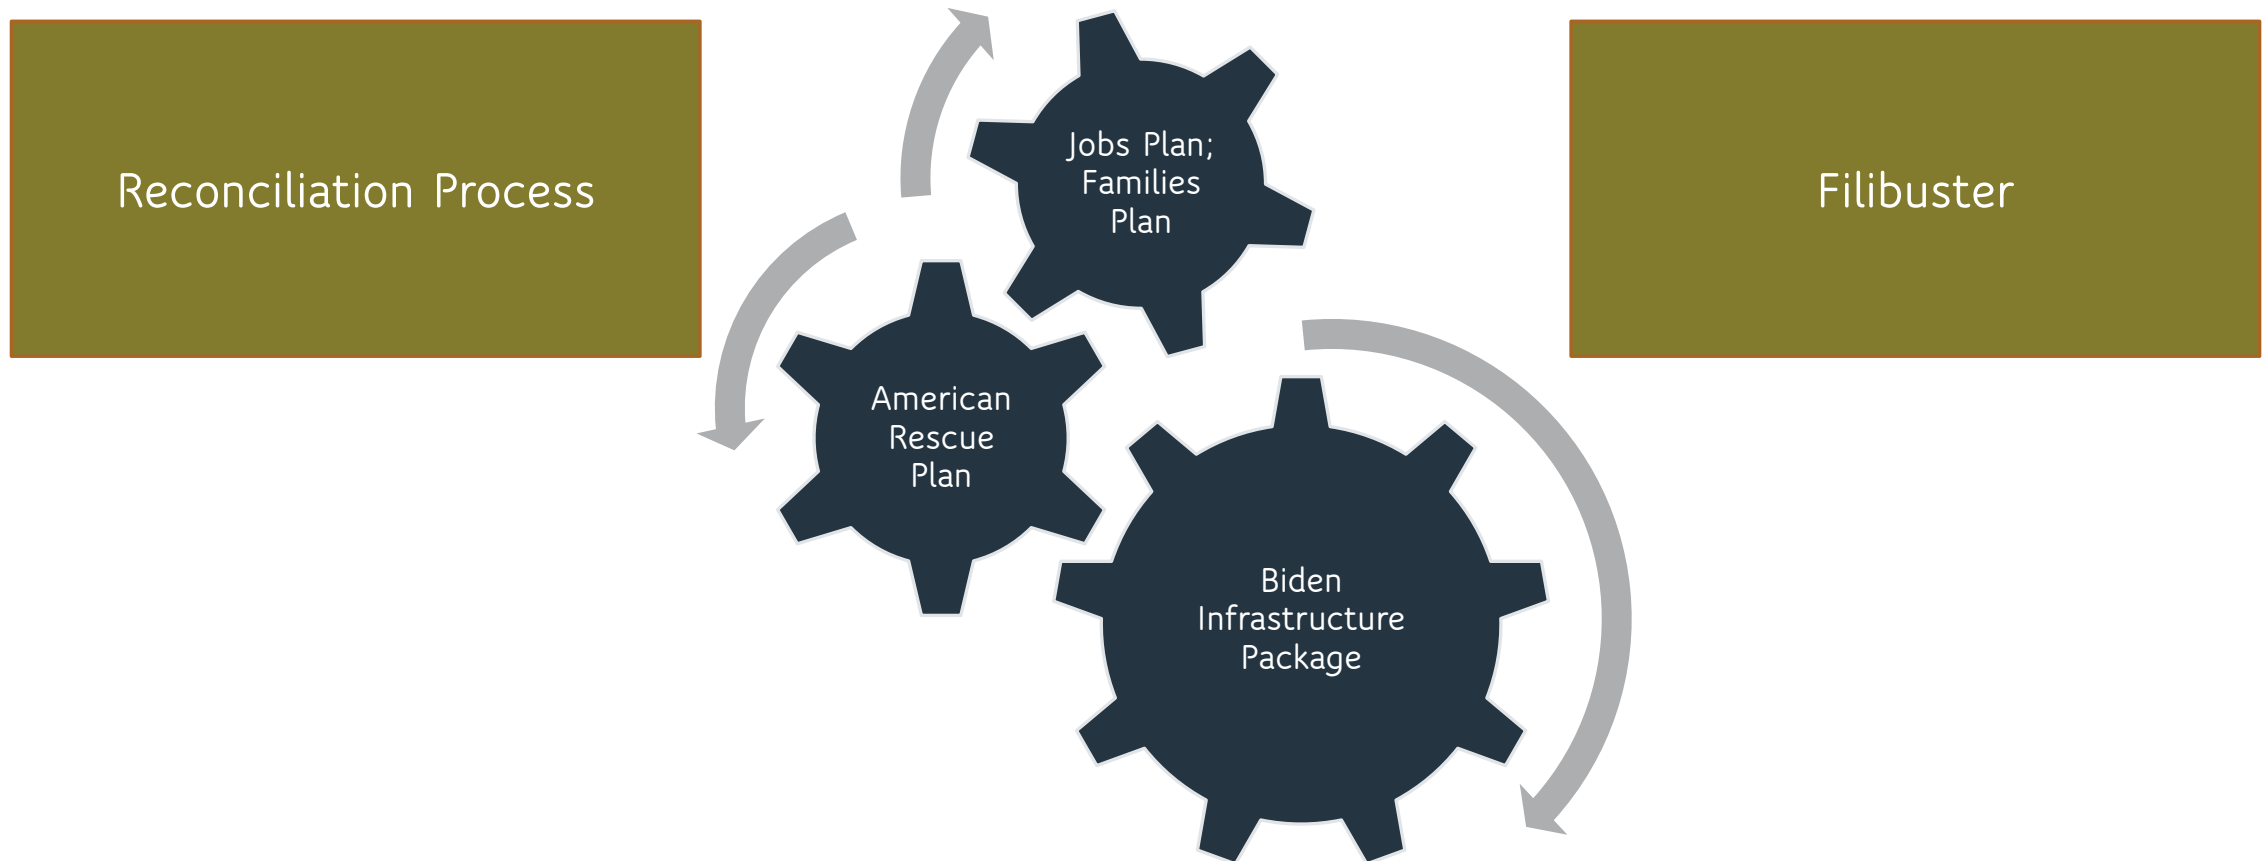 Reconciliation Process
Jobs Plan;
Families
Plan
Filibuster
American
Rescue
Plan
Biden
Infrastructure
Package